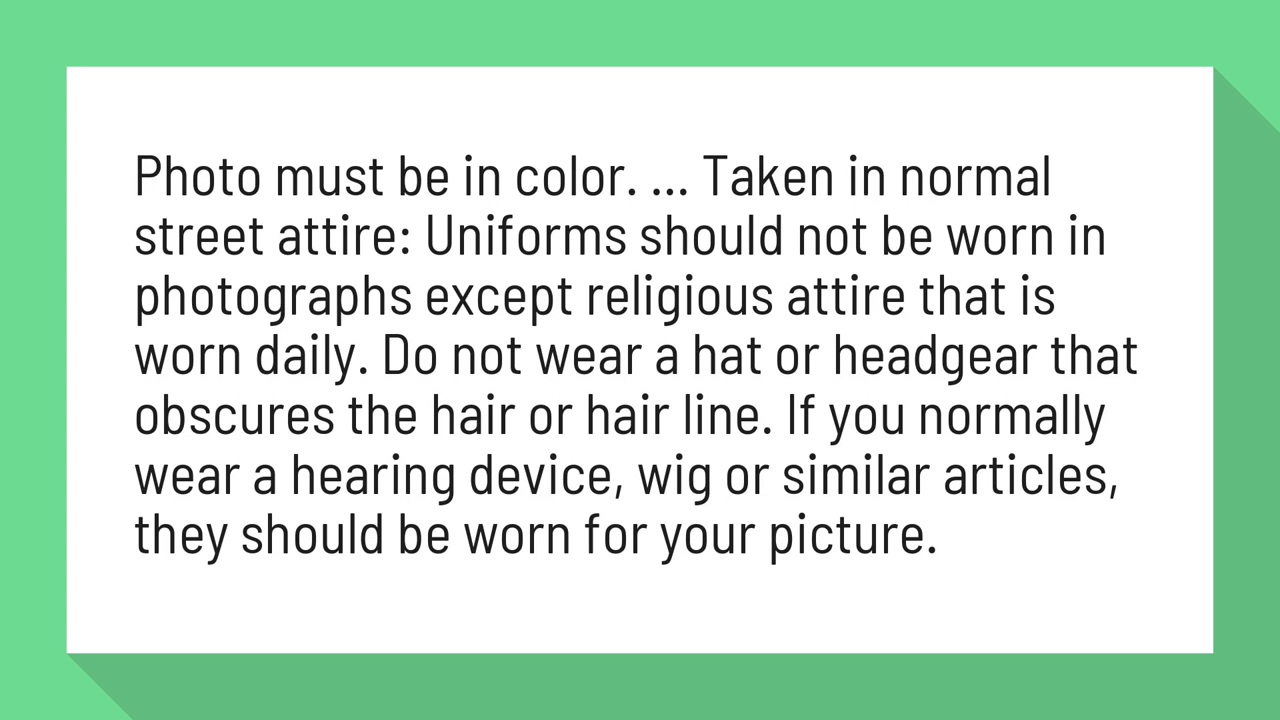 Photo must be in color. ... Taken in normal
street attire: Uniforms should not be worn in
photographs except religious attire that is
worn daily. Do not wear a hat or headgear that
obscures the hair or hair line. If you normally
wear a hearing device, wig or similar articles,
they should be worn for your picture.